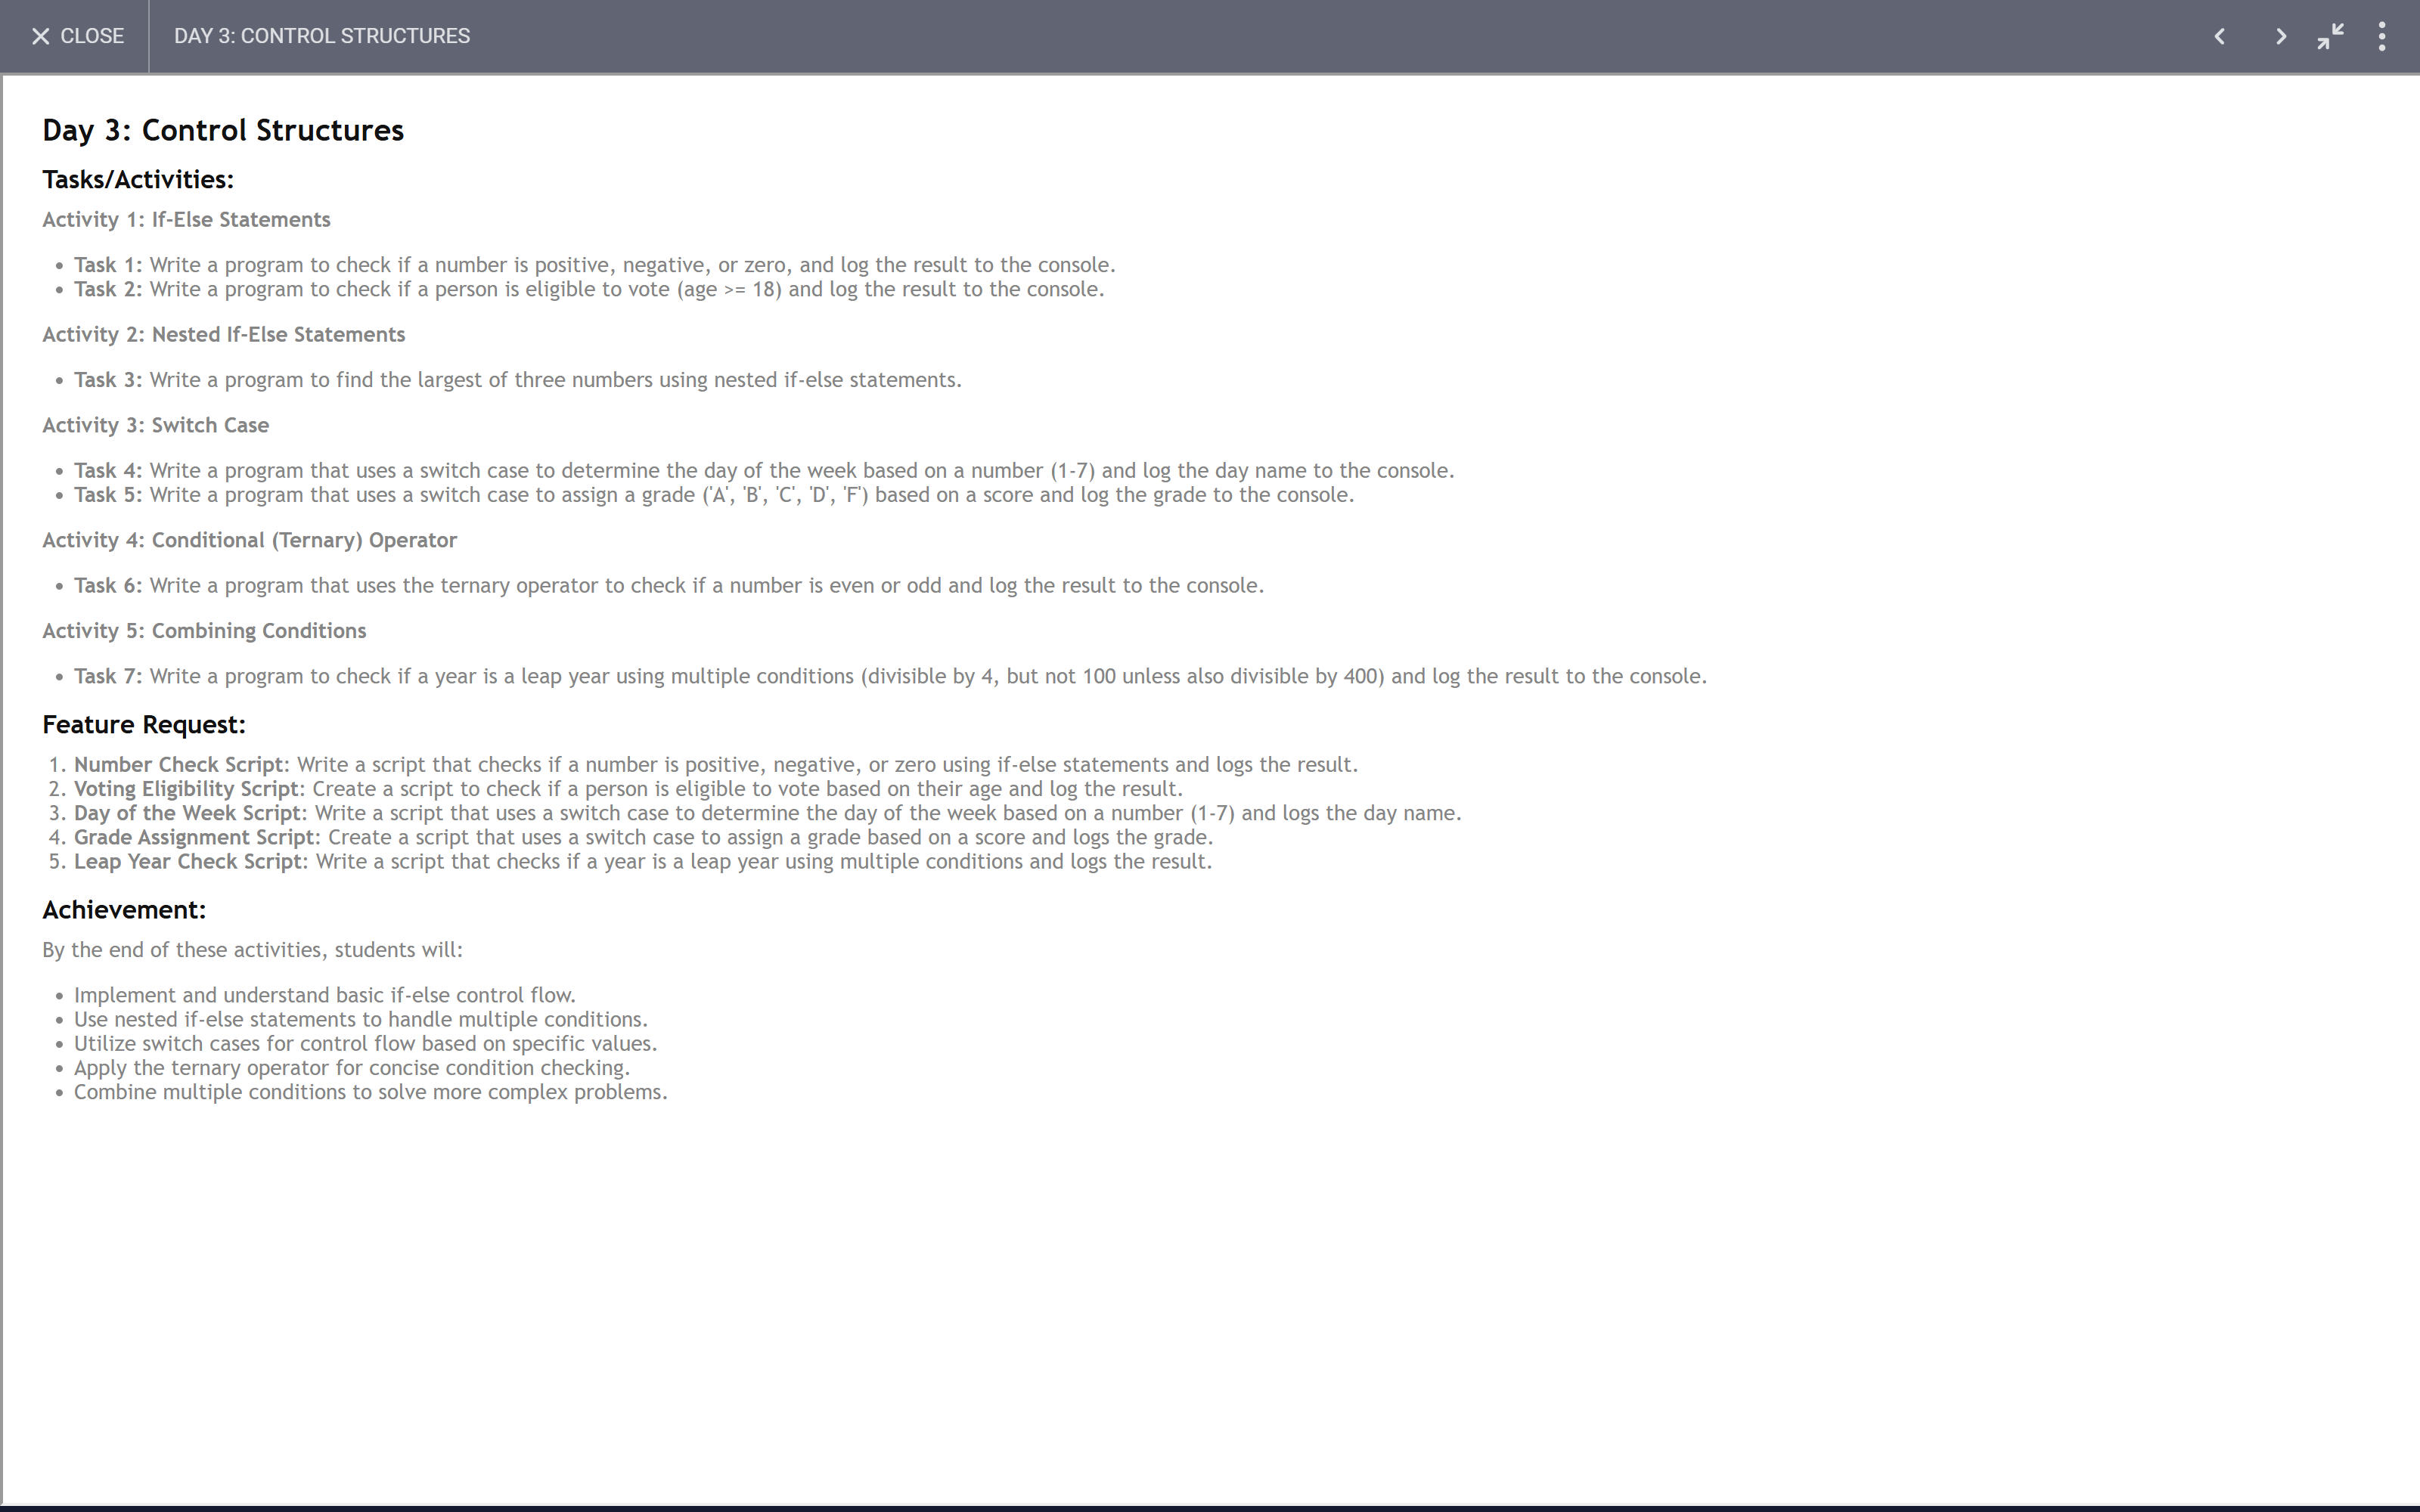 CLOSE
DAY 3: CONTROL STRUCTURES
Day 3: Control Structures
Tasks/Activities:
Activity 1: If-Else Statements
• Task 1: Write a program to check if a number is positive, negative, or zero, and log the result to the console.
• Task 2: Write a program to check if a person is eligible to vote (age >= 18) and log the result to the console.
Activity 2: Nested If-Else Statements
• Task 3: Write a program to find the largest of three numbers using nested if-else statements.
Activity 3: Switch Case
• Task 4: Write a program that uses a switch case to determine the day of the week based on a number (1-7) and log the day name to the console.
• Task 5: Write a program that uses a switch case to assign a grade ('A', 'B', 'C', 'D', 'F') based on a score and log the grade to the console.
Activity 4: Conditional (Ternary) Operator
• Task 6: Write a program that uses the ternary operator to check if a number is even or odd and log the result to the console.
Activity 5: Combining Conditions
• Task 7: Write a program to check if a year is a leap year using multiple conditions (divisible by 4, but not 100 unless also divisible by 400) and log the result to the console.
Feature Request:
1. Number Check Script: Write a script that checks if a number is positive, negative, or zero using if-else statements and logs the result.
2. Voting Eligibility Script: Create a script to check if a person is eligible to vote based on their age and log the result.
3. Day of the Week Script: Write a script that uses a switch case to determine the day of the week based on a number (1-7) and logs the day name.
4. Grade Assignment Script: Create a script that uses a switch case to assign a grade based on a score and logs the grade.
5. Leap Year Check Script: Write a script that checks if a year is a leap year using multiple conditions and logs the result.
Achievement:
By the end of these activities, students will:
• Implement and understand basic if-else control flow.
• Use nested if-else statements to handle multiple conditions.
• Utilize switch cases for control flow based on specific values.
• Apply the ternary operator for concise condition checking.
• Combine multiple conditions to solve more complex problems.